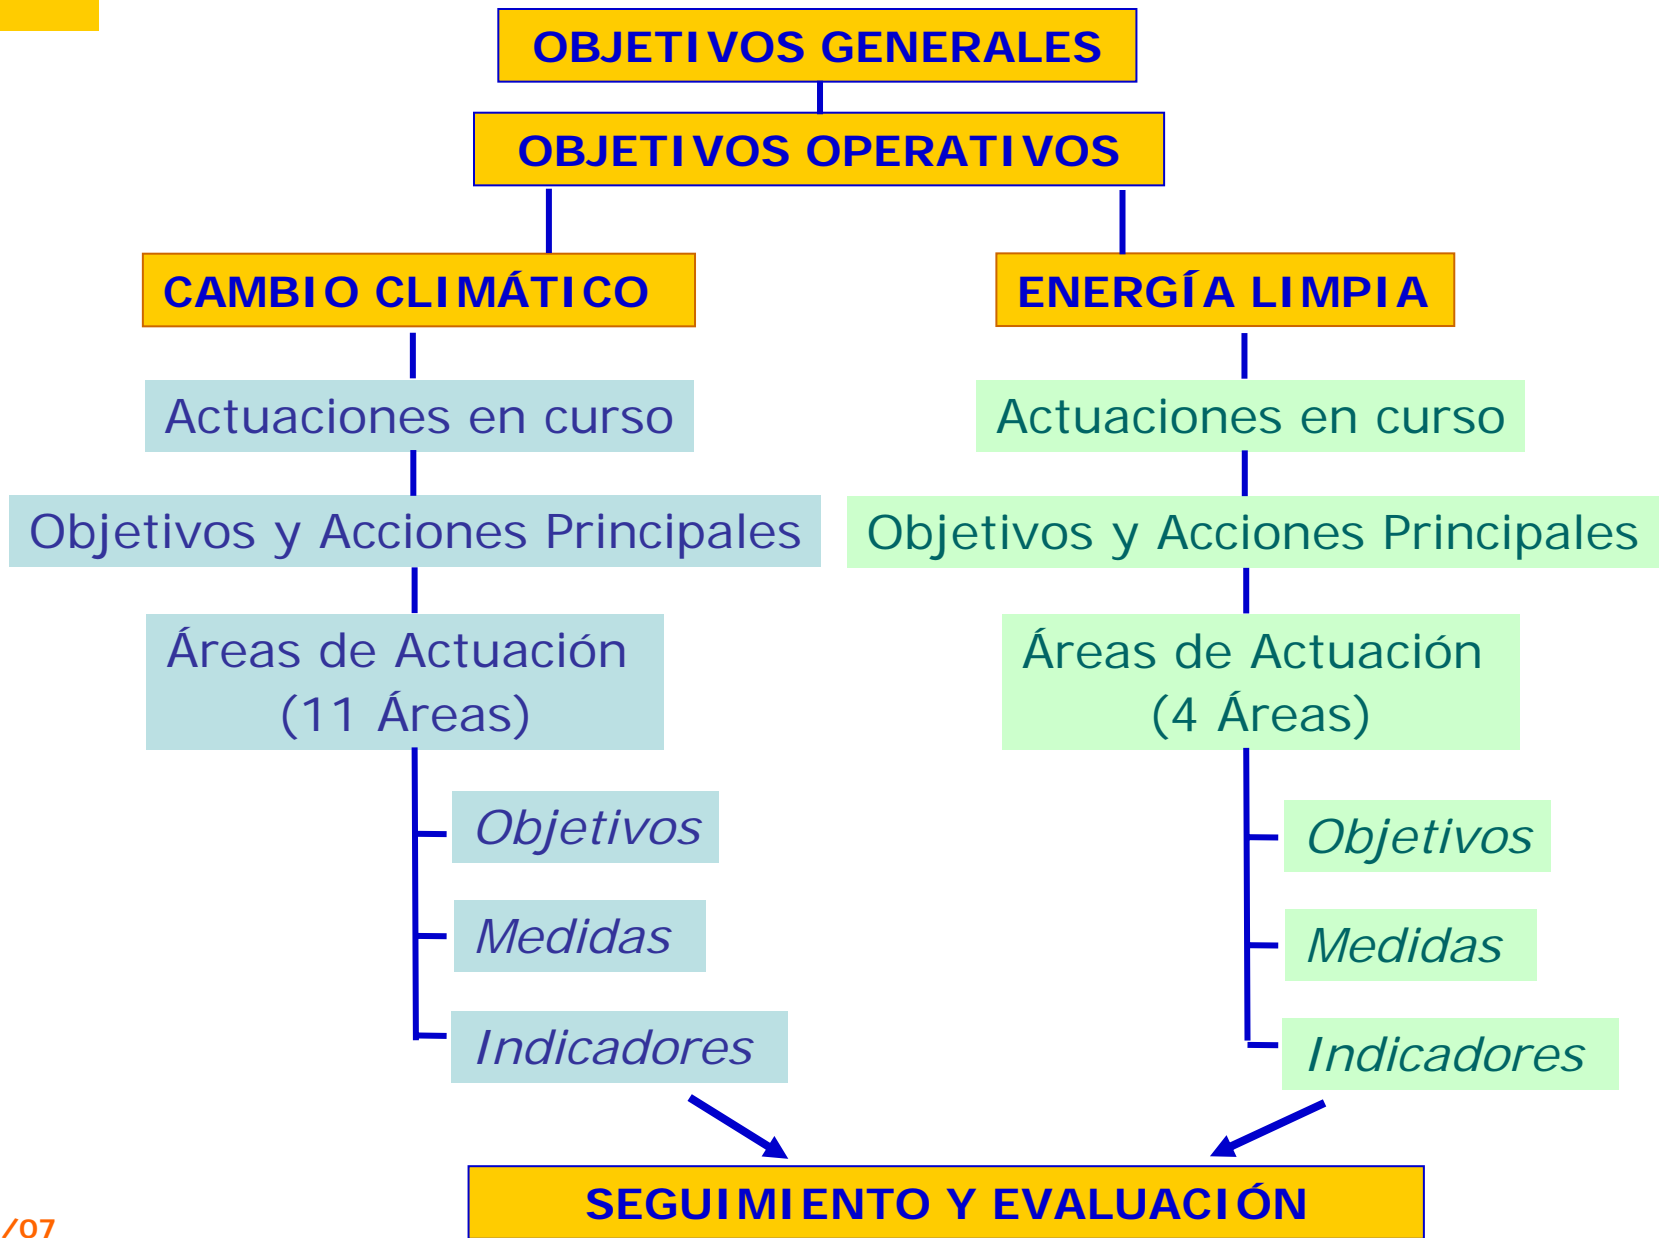 OBJETIVOS GENERALES
OBJETIVOS OPERATIVOS
CAMBIO CLIMÁTICO
ENERGÍA LIMPIA
Actuaciones en curso
Actuaciones en curso
Objetivos y Acciones Principales
Objetivos y Acciones Principales
Áreas de Actuación
(11 Áreas)
Áreas de Actuación
(4 Áreas)
Objetivos
Medidas
Indicadores
Objetivos
Medidas
Indicadores
SEGUIMIENTO Y EVALUACIÓN
/07